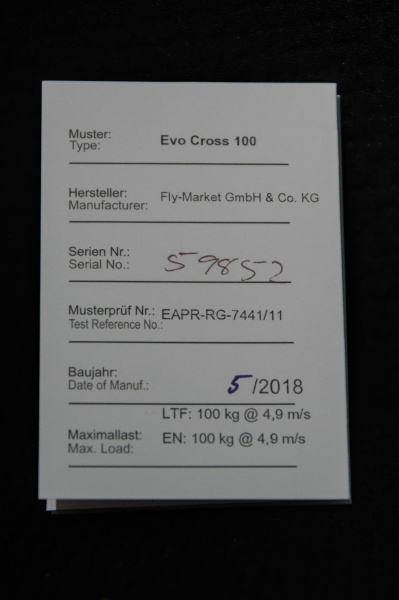 Muster: Evo Cross 100
Type:
Hersteller: Fly-Market GmbH & Co. KG
Manufacturer:
Serien Nr.: 59852
Serial No.:
Musterprüf Nr.: EAPR-RG-7441/11
Test Reference No.:
Baujahr: 5/2018
Date of Manuf.:
LTF: 100 kg @ 4,9 m/s
Maximallast: EN: 100 kg @ 4,9 m/s
Max. Load: